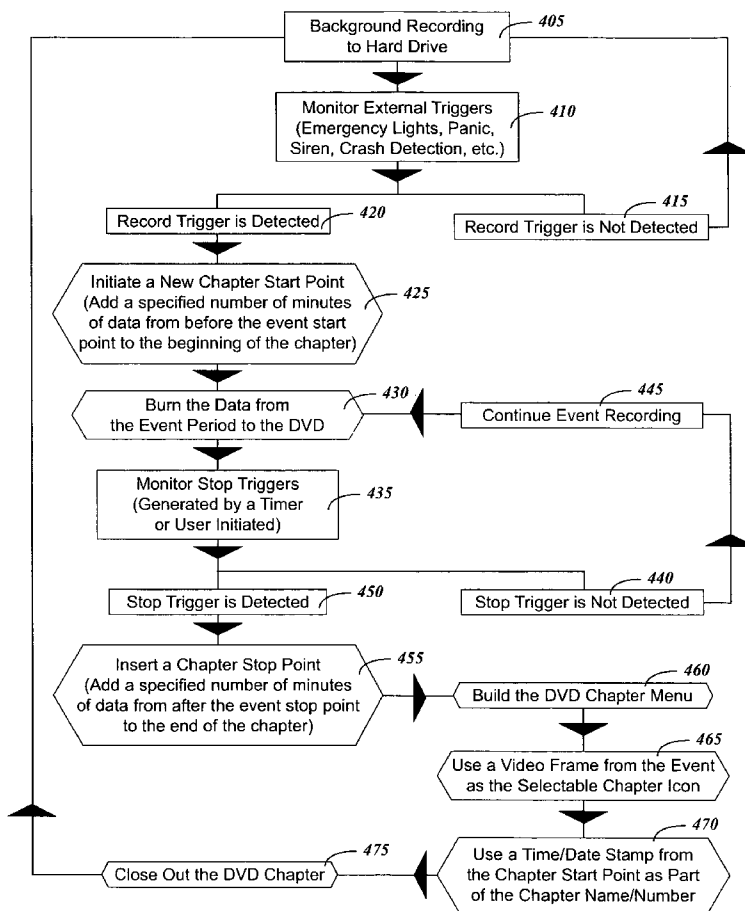 Background Recording
to Hard Drive
405
Monitor External Triggers
(Emergency Lights, Panic,
Siren, Crash Detection, etc.)
410
Record Trigger is Detected
420
Record Trigger is Not Detected
415
Initiate a New Chapter Start Point
(Add a specified number of minutes
of data from before the event start
point to the beginning of the chapter)
425
Burn the Data from
the Event Period to the DVD
430
Continue Event Recording
445
Monitor Stop Triggers
(Generated by a Timer
or User Initiated)
435
Stop Trigger is Detected
450
Stop Trigger is Not Detected
440
Insert a Chapter Stop Point
(Add a specified number of minutes
of data from after the event stop point
to the end of the chapter)
455
Build the DVD Chapter Menu
460
Use a Video Frame from the Event
as the Selectable Chapter Icon
465
Use a Time/Date Stamp from
the Chapter Start Point as Part
of the Chapter Name/Number
470
Close Out the DVD Chapter
475